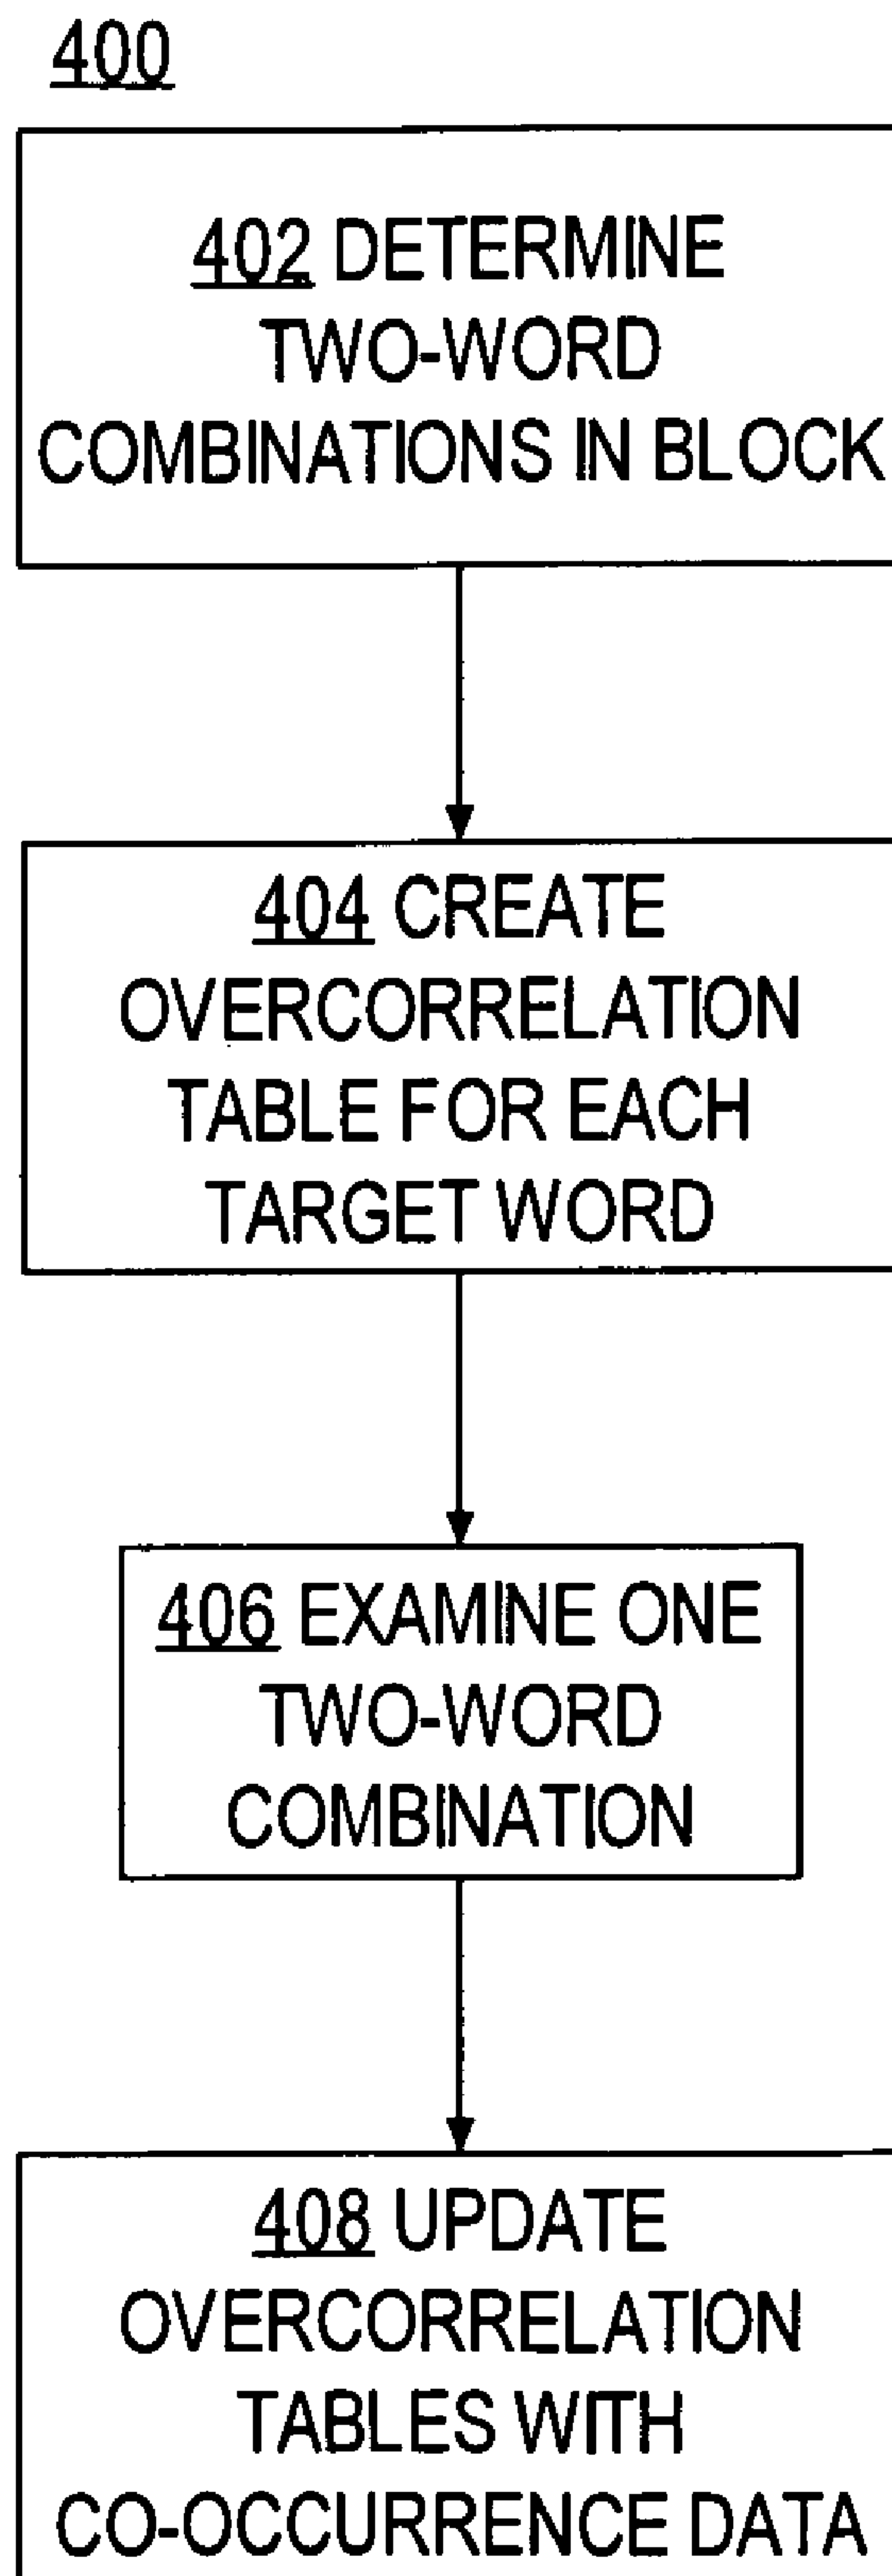 400
402 DETERMINE
TWO-WORD
COMBINATIONS IN BLOCK
404 CREATE
OVERCORRELATION
TABLE FOR EACH
TARGET WORD
406 EXAMINE ONE
TWO-WORD
COMBINATION
408 UPDATE
OVERCORRELATION
TABLES WITH
CO-OCCURRENCE DATA